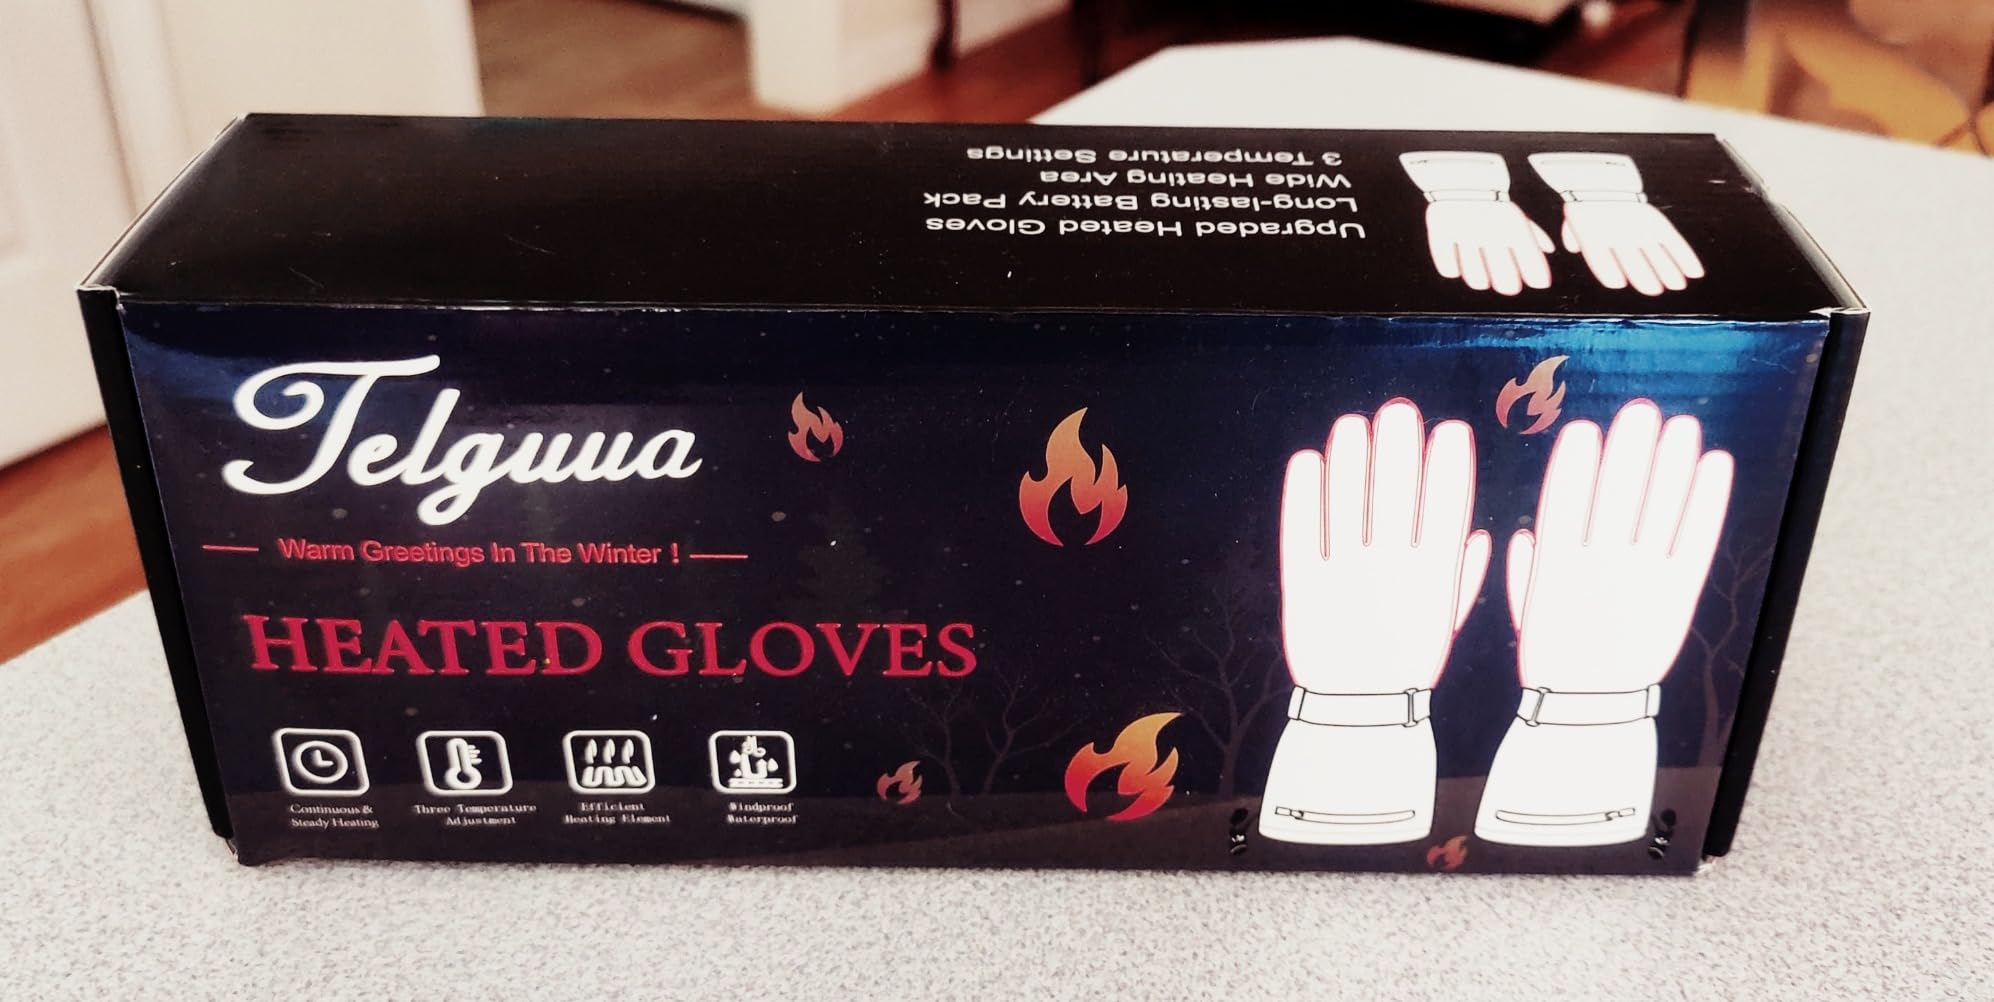 Upgraded Heated Gloves
Long-lasting Battery Pack
Wide Heating Area
3 Temperature Settings
Telguua
Warm Greetings In The Winter !
HEATED GLOVES
Continuous &
Steady Heating
Three Temperature
Adjustment
Efficient
Heating Element
Windproof
Waterproof